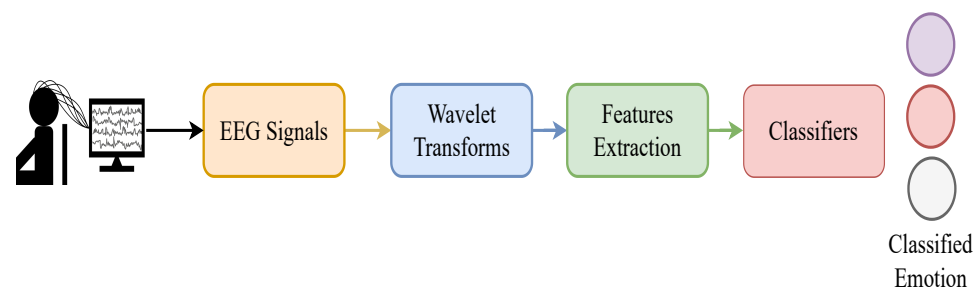 EEG Signals
Wavelet
Transforms
Features
Extraction
Classifiers
Classified
Emotion